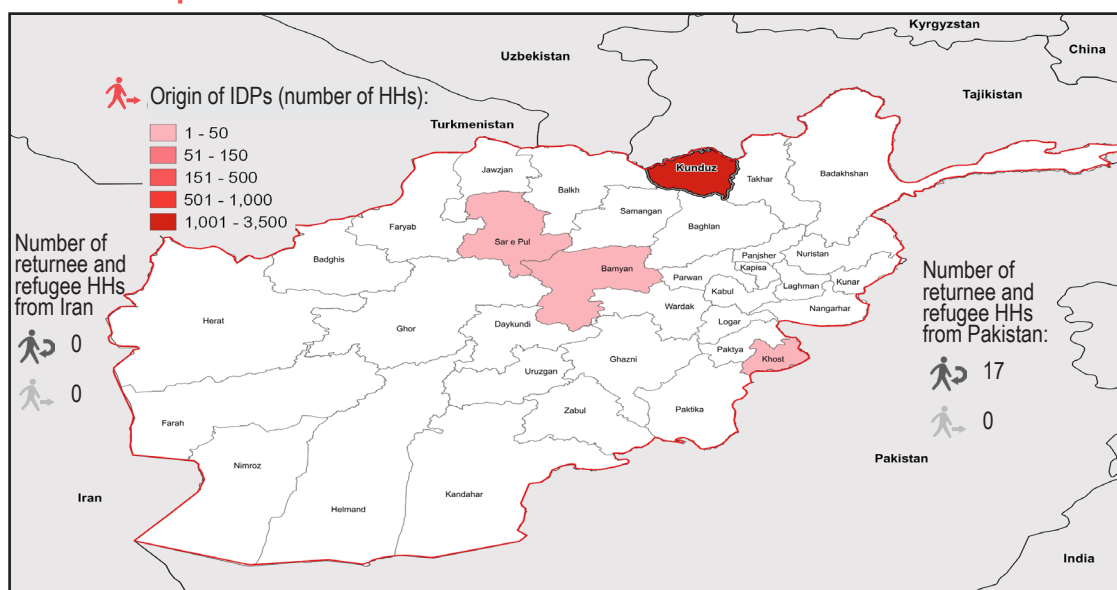 Kyrgyzstan
China
Uzbekistan
Tajikistan
Turkmenistan
Origin of IDPs (number of HHs):
1 - 50
51 - 150
151 - 500
501 - 1,000
1,001 - 3,500
Number of
returnee and
refugee HHs
from Iran
0
0
Kunduz
Jawzjan
Balkh
Takhar
Badakhshan
Samangan
Faryab
Baghlan
Sar e Pul
Badghis
Bamyan
Panjsher
Nuristan
Parwan
Kapisa
Kunar
Laghman
Kabul
Nangarhar
Wardak
Herat
Ghor
Daykundi
Logar
Paktya
Khost
Ghazni
Uruzgan
Zabul
Paktika
Farah
Nimroz
Helmand
Kandahar
Number of
returnee and
refugee HHs
from Pakistan:
17
0
Pakistan
Iran
India